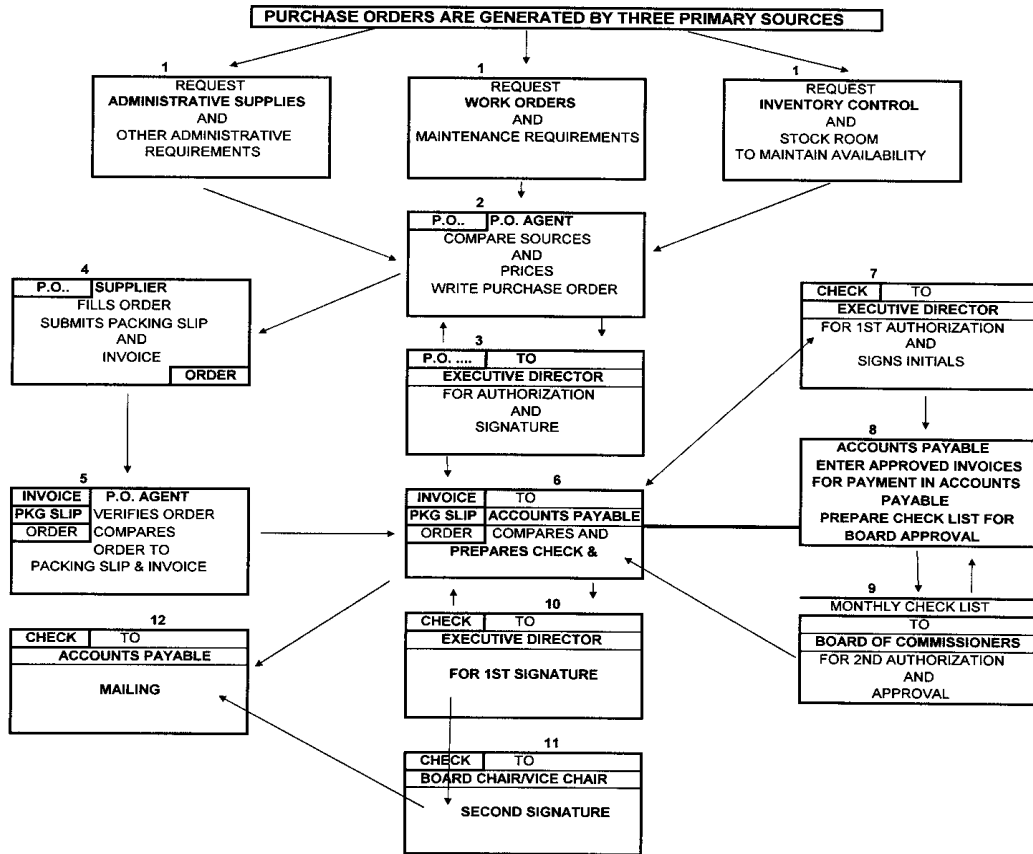 PURCHASE ORDERS ARE GENERATED BY THREE PRIMARY SOURCES
1
REQUEST
ADMINISTRATIVE SUPPLIES
AND
OTHER ADMINISTRATIVE
REQUIREMENTS
1
REQUEST
WORK ORDERS
AND
MAINTENANCE REQUIREMENTS
1
REQUEST
INVENTORY CONTROL
AND
STOCK ROOM
TO MAINTAIN AVAILABILITY
2
P.O.. P.O. AGENT
COMPARE SOURCES
AND
PRICES
WRITE PURCHASE ORDER
3
P.O. .... TO
EXECUTIVE DIRECTOR
FOR AUTHORIZATION
AND
SIGNATURE
4
P.O.. SUPPLIER
FILLS ORDER
SUBMITS PACKING SLIP
AND
INVOICE
ORDER
5
INVOICE P.O. AGENT
PKG SLIP VERIFIES ORDER
ORDER COMPARES
ORDER TO
PACKING SLIP & INVOICE
6
INVOICE TO
PKG SLIP ACCOUNTS PAYABLE
ORDER COMPARES AND
PREPARES CHECK &
7
CHECK TO
EXECUTIVE DIRECTOR
FOR 1ST AUTHORIZATION
AND
SIGNS INITIALS
8
ACCOUNTS PAYABLE
ENTER APPROVED INVOICES
FOR PAYMENT IN ACCOUNTS
PAYABLE
PREPARE CHECK LIST FOR
BOARD APPROVAL
9
MONTHLY CHECK LIST
TO
BOARD OF COMMISSIONERS
FOR 2ND AUTHORIZATION
AND
APPROVAL
10
CHECK TO
EXECUTIVE DIRECTOR
FOR 1ST SIGNATURE
11
CHECK TO
BOARD CHAIR/VICE CHAIR
SECOND SIGNATURE
12
CHECK TO
ACCOUNTS PAYABLE
MAILING